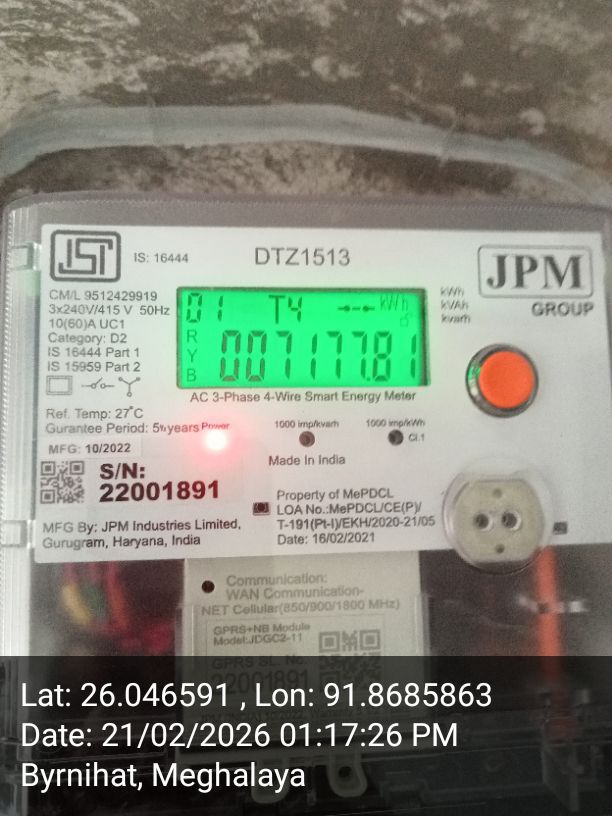 ISI
IS: 16444
DTZ1513
JPM
GROUP
CM/L 9512429919
3x240V/415 V 50Hz
10(60)A UC1
Category: D2
IS 16444 Part 1
IS 15959 Part 2
01 T4 kWh
R
Y
B
007177.81
kWh
kVAh
kvarh
AC 3-Phase 4-Wire Smart Energy Meter
Ref. Temp: 27°C
Gurantee Period: 5½ years
Power
1000 imp/kvarh
1000 imp/kWh
Cl.1
MFG: 10/2022
Made In India
S/N:
22001891
Property of MePDCL
LOA No.:MePDCL/CE(P)/
T-191(Pt-I)/EKH/2020-21/05
Date: 16/02/2021
MFG By: JPM Industries Limited,
Gurugram, Haryana, India
Communication:
WAN Communication-
NET Cellular(850/900/1800 MHz)
GPRS+NB Module
Model:JDGC2-11
GPRS SL. No.
22001891
Lat: 26.046591 , Lon: 91.8685863
Date: 21/02/2026 01:17:26 PM
Byrnihat, Meghalaya